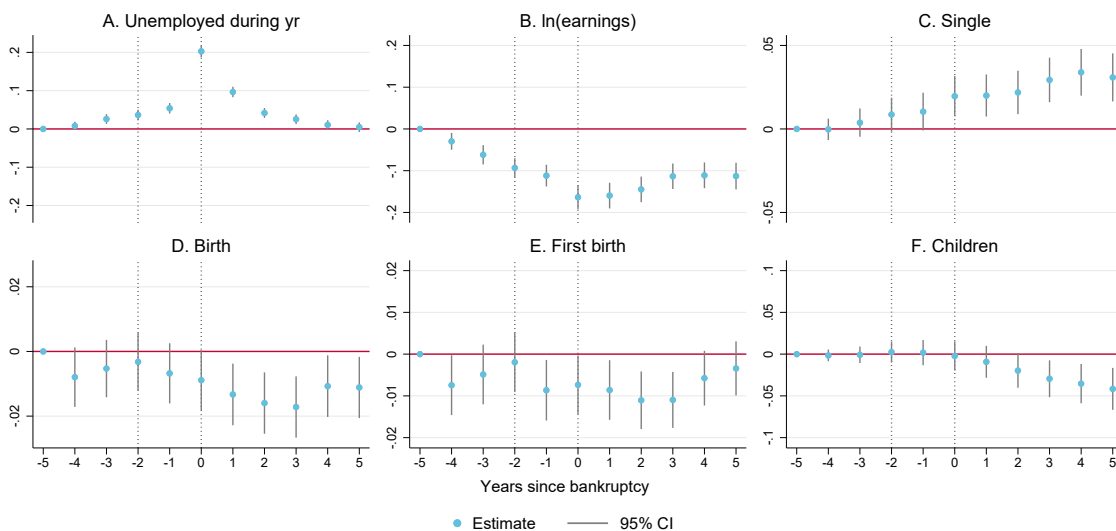 A. Unemployed during yr
.2
.1
0
-.1
-.2
B. ln(earnings)
.2
.1
0
-.1
-.2
C. Single
.05
0
-.05
D. Birth
.02
0
-.02
-5 -4 -3 -2 -1 0 1 2 3 4 5
E. First birth
.02
.01
0
-.01
-.02
-5 -4 -3 -2 -1 0 1 2 3 4 5
F. Children
.1
.05
0
-.05
-.1
-5 -4 -3 -2 -1 0 1 2 3 4 5
Years since bankruptcy
Estimate 95% CI